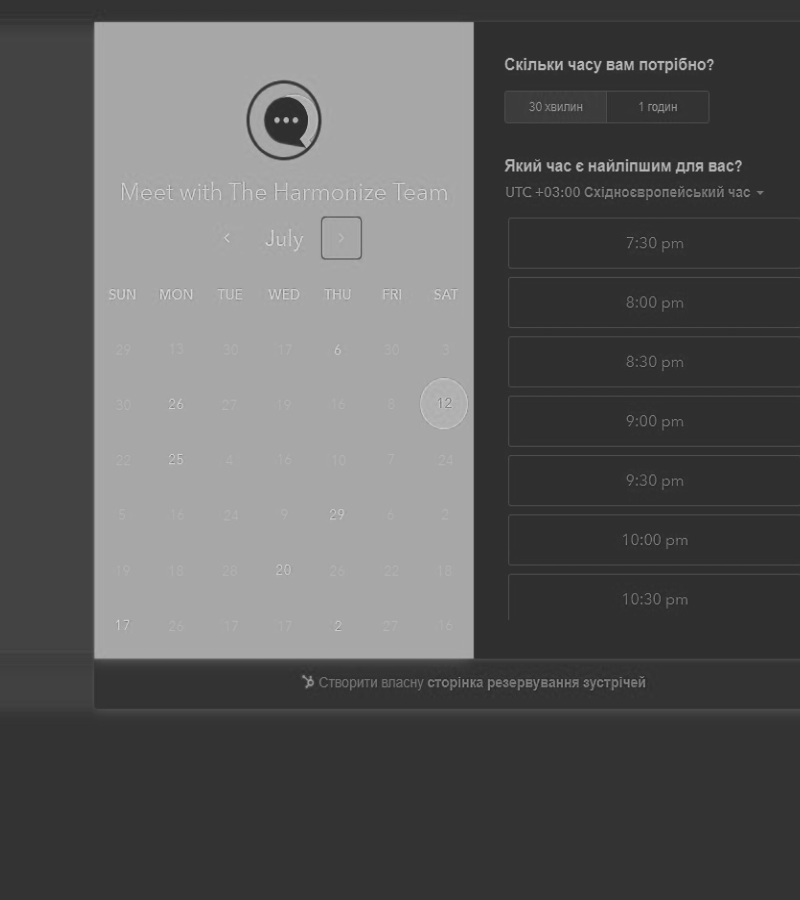 Meet with The Harmonize Team
July
SUN MON TUE WED THU FRI SAT
29 13 30 17 6 30 3
30 26 27 19 16 8 12
22 25 4 16 10 7 24
5 16 24 9 29 6 2
19 18 26 20 26 22 18
17 26 17 17 2 27 16
Скільки часу вам потрібно?
30 хвилин 1 годин
Який час є найліпшим для вас?
UTC +03:00 Східноєвропейський час
7:30 pm
8:00 pm
8:30 pm
9:00 pm
9:30 pm
10:00 pm
10:30 pm
Створити власну сторінка резервування зустрічей